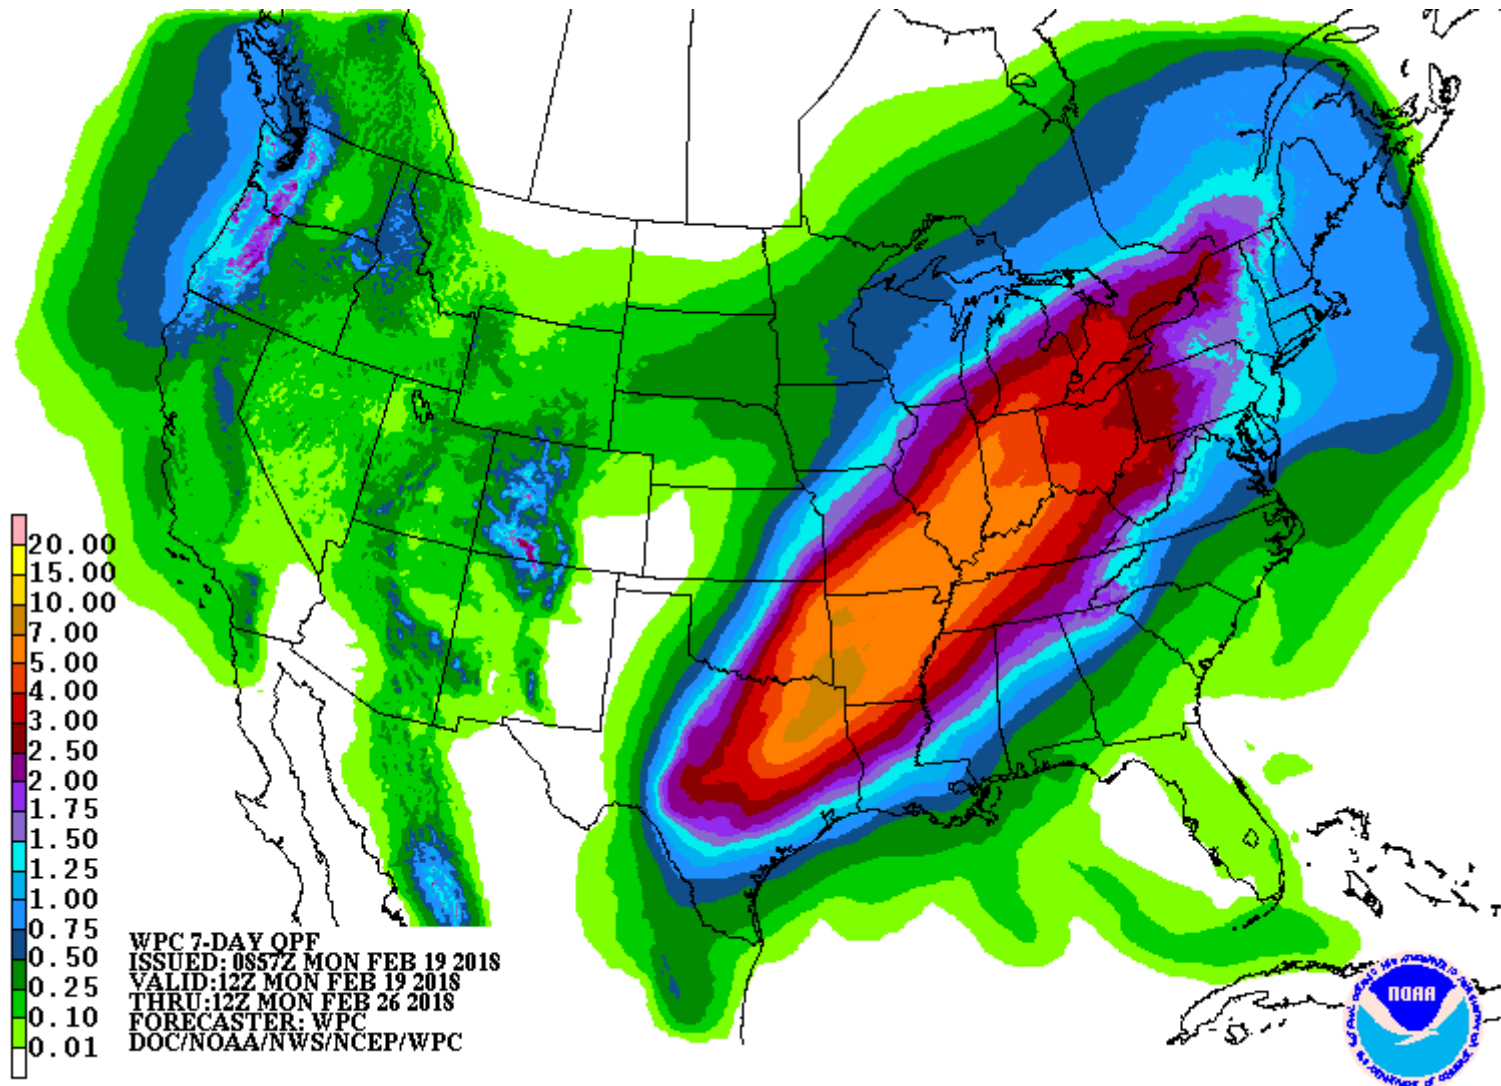 20.00
15.00
10.00
7.00
5.00
4.00
3.00
2.50
2.00
1.75
1.50
1.25
1.00
0.75
0.50
0.25
0.10
0.01
WPC 7-DAY QPF
ISSUED: 0857Z MON FEB 19 2018
VALID:12Z MON FEB 19 2018
THRU:12Z MON FEB 26 2018
FORECASTER: WPC
DOC/NOAA/NWS/NCEP/WPC
NOAA